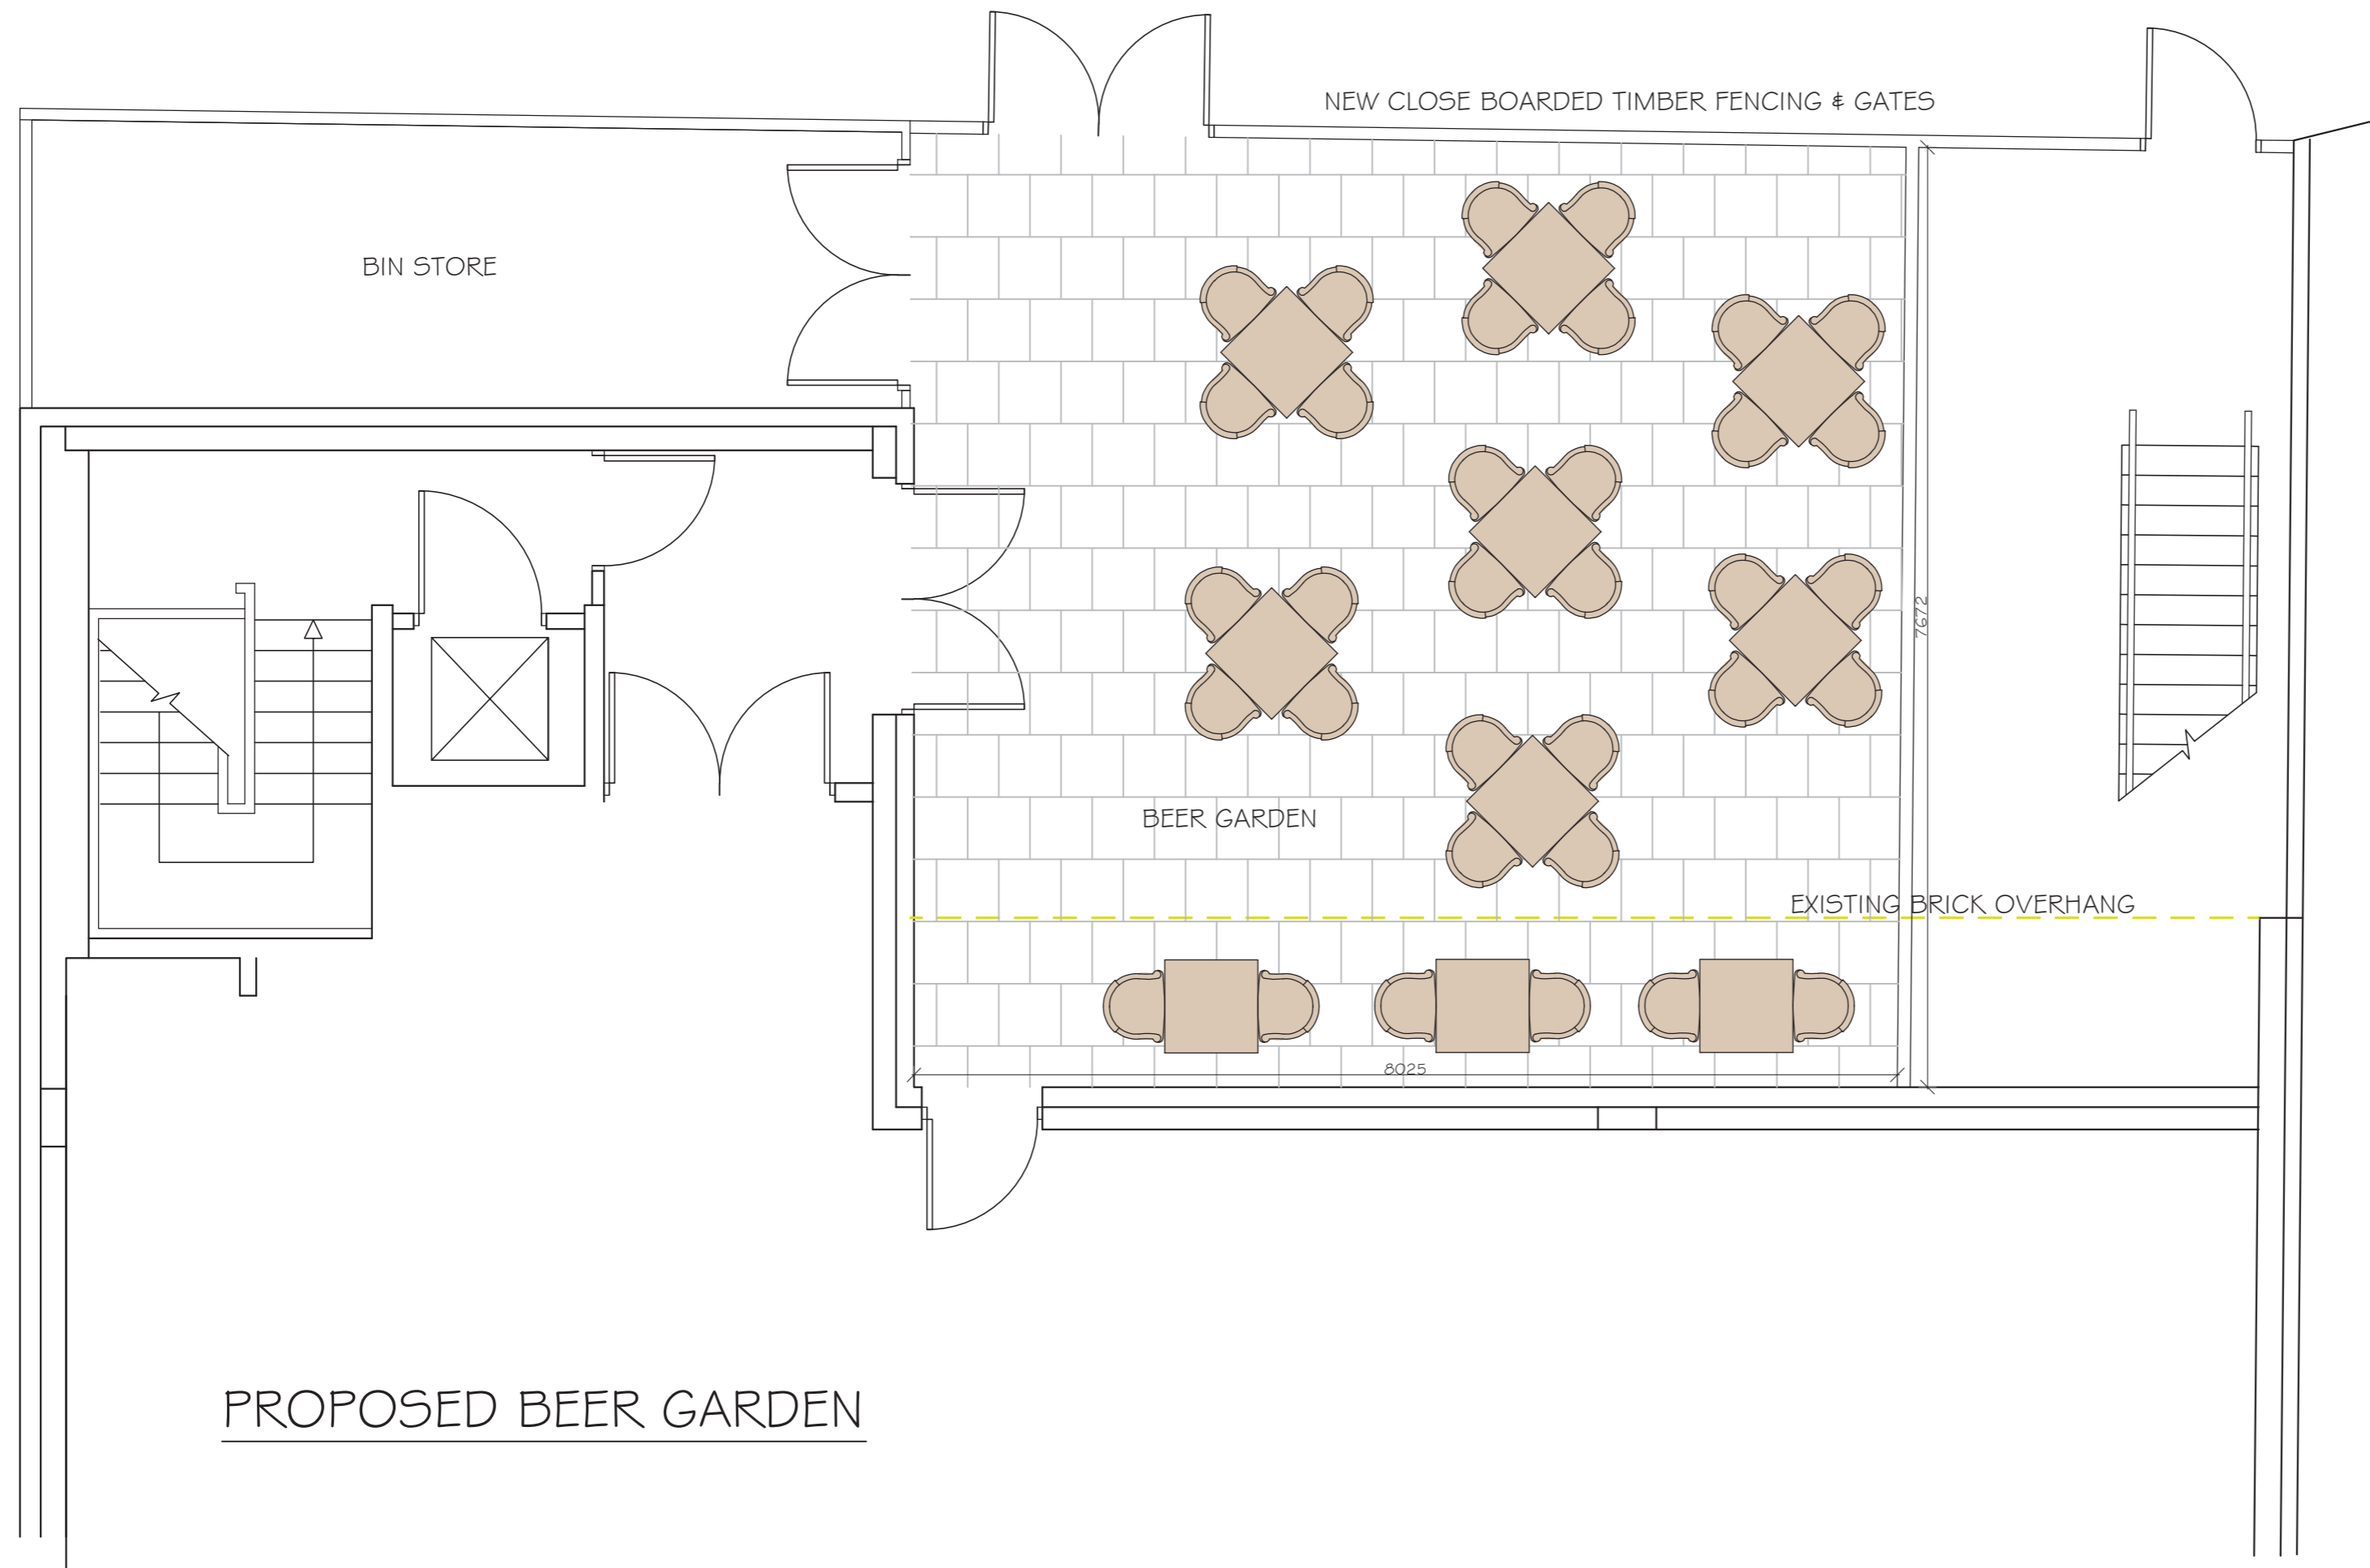 NEW CLOSE BOARDED TIMBER FENCING & GATES
BIN STORE
7672
BEER GARDEN
EXISTING BRICK OVERHANG
8025
PROPOSED BEER GARDEN